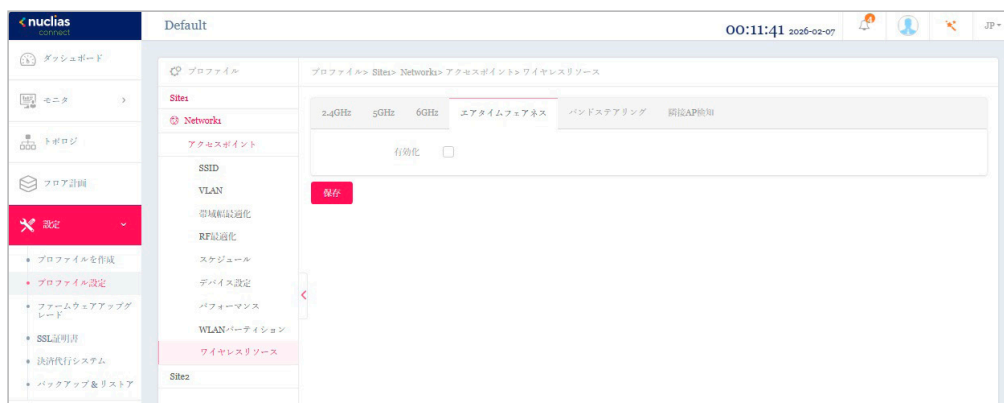 nuclias
connect
Default
00:11:41 2026-02-07
4
JP
ダッシュボード
モニタ
トポロジ
フロア計画
設定
プロファイルを作成
プロファイル設定
ファームウェアアップグ
レード
SSL証明書
決済代行システム
バックアップ&リストア
プロファイル
Site1
Network1
アクセスポイント
SSID
VLAN
帯域幅最適化
RF最適化
スケジュール
デバイス設定
パフォーマンス
WLANパーティション
ワイヤレスリソース
Site2
プロファイル> Site1> Network1> アクセスポイント> ワイヤレスリソース
2.4GHz 5GHz 6GHz エアタイムフェアネス バンドステアリング 隣接AP検知
有効化
保存